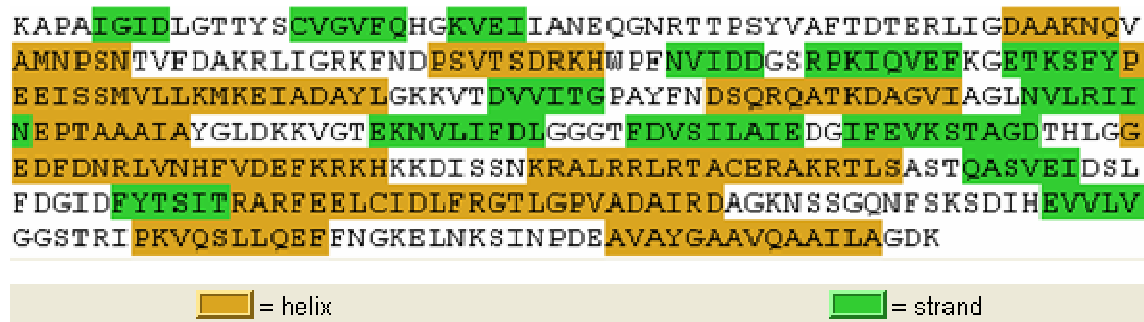 KAPAIGIDLGTTYSCVGVFQHGKVEIIANEQGNRTTPSYVAFTDTERLIGDAAKNQV
AMNPSNTVFDAKRLIGRKFNDPSVTSDRKHWPFNVIDDGSRPKIQVEFKGETKSFYP
EEISSMVLLKMKEIADAYLGKKVTDVVITGPAYFNDSQRQATKDAGVIAGLNVLRII
NEPTAAAIAYGLDKKVGTEKNVLIFDLGGGTFDVSILAIEDGIFEVKSTAGDTHLGG
EDFDNRLVNHFVDEFKRKHKKDISSNKRALRRLRTACERAKRTLSASTQASVEIDSL
FDGIDFYTSITRARFEELCIDLFRGTLGPVADAIRDAGKNSSGQNFSKSDIHEVVLV
GGSTRIPKVQSLLQEFFNGKELNKSINPDEAVAYGAAVQAAILAGDK
= helix = strand